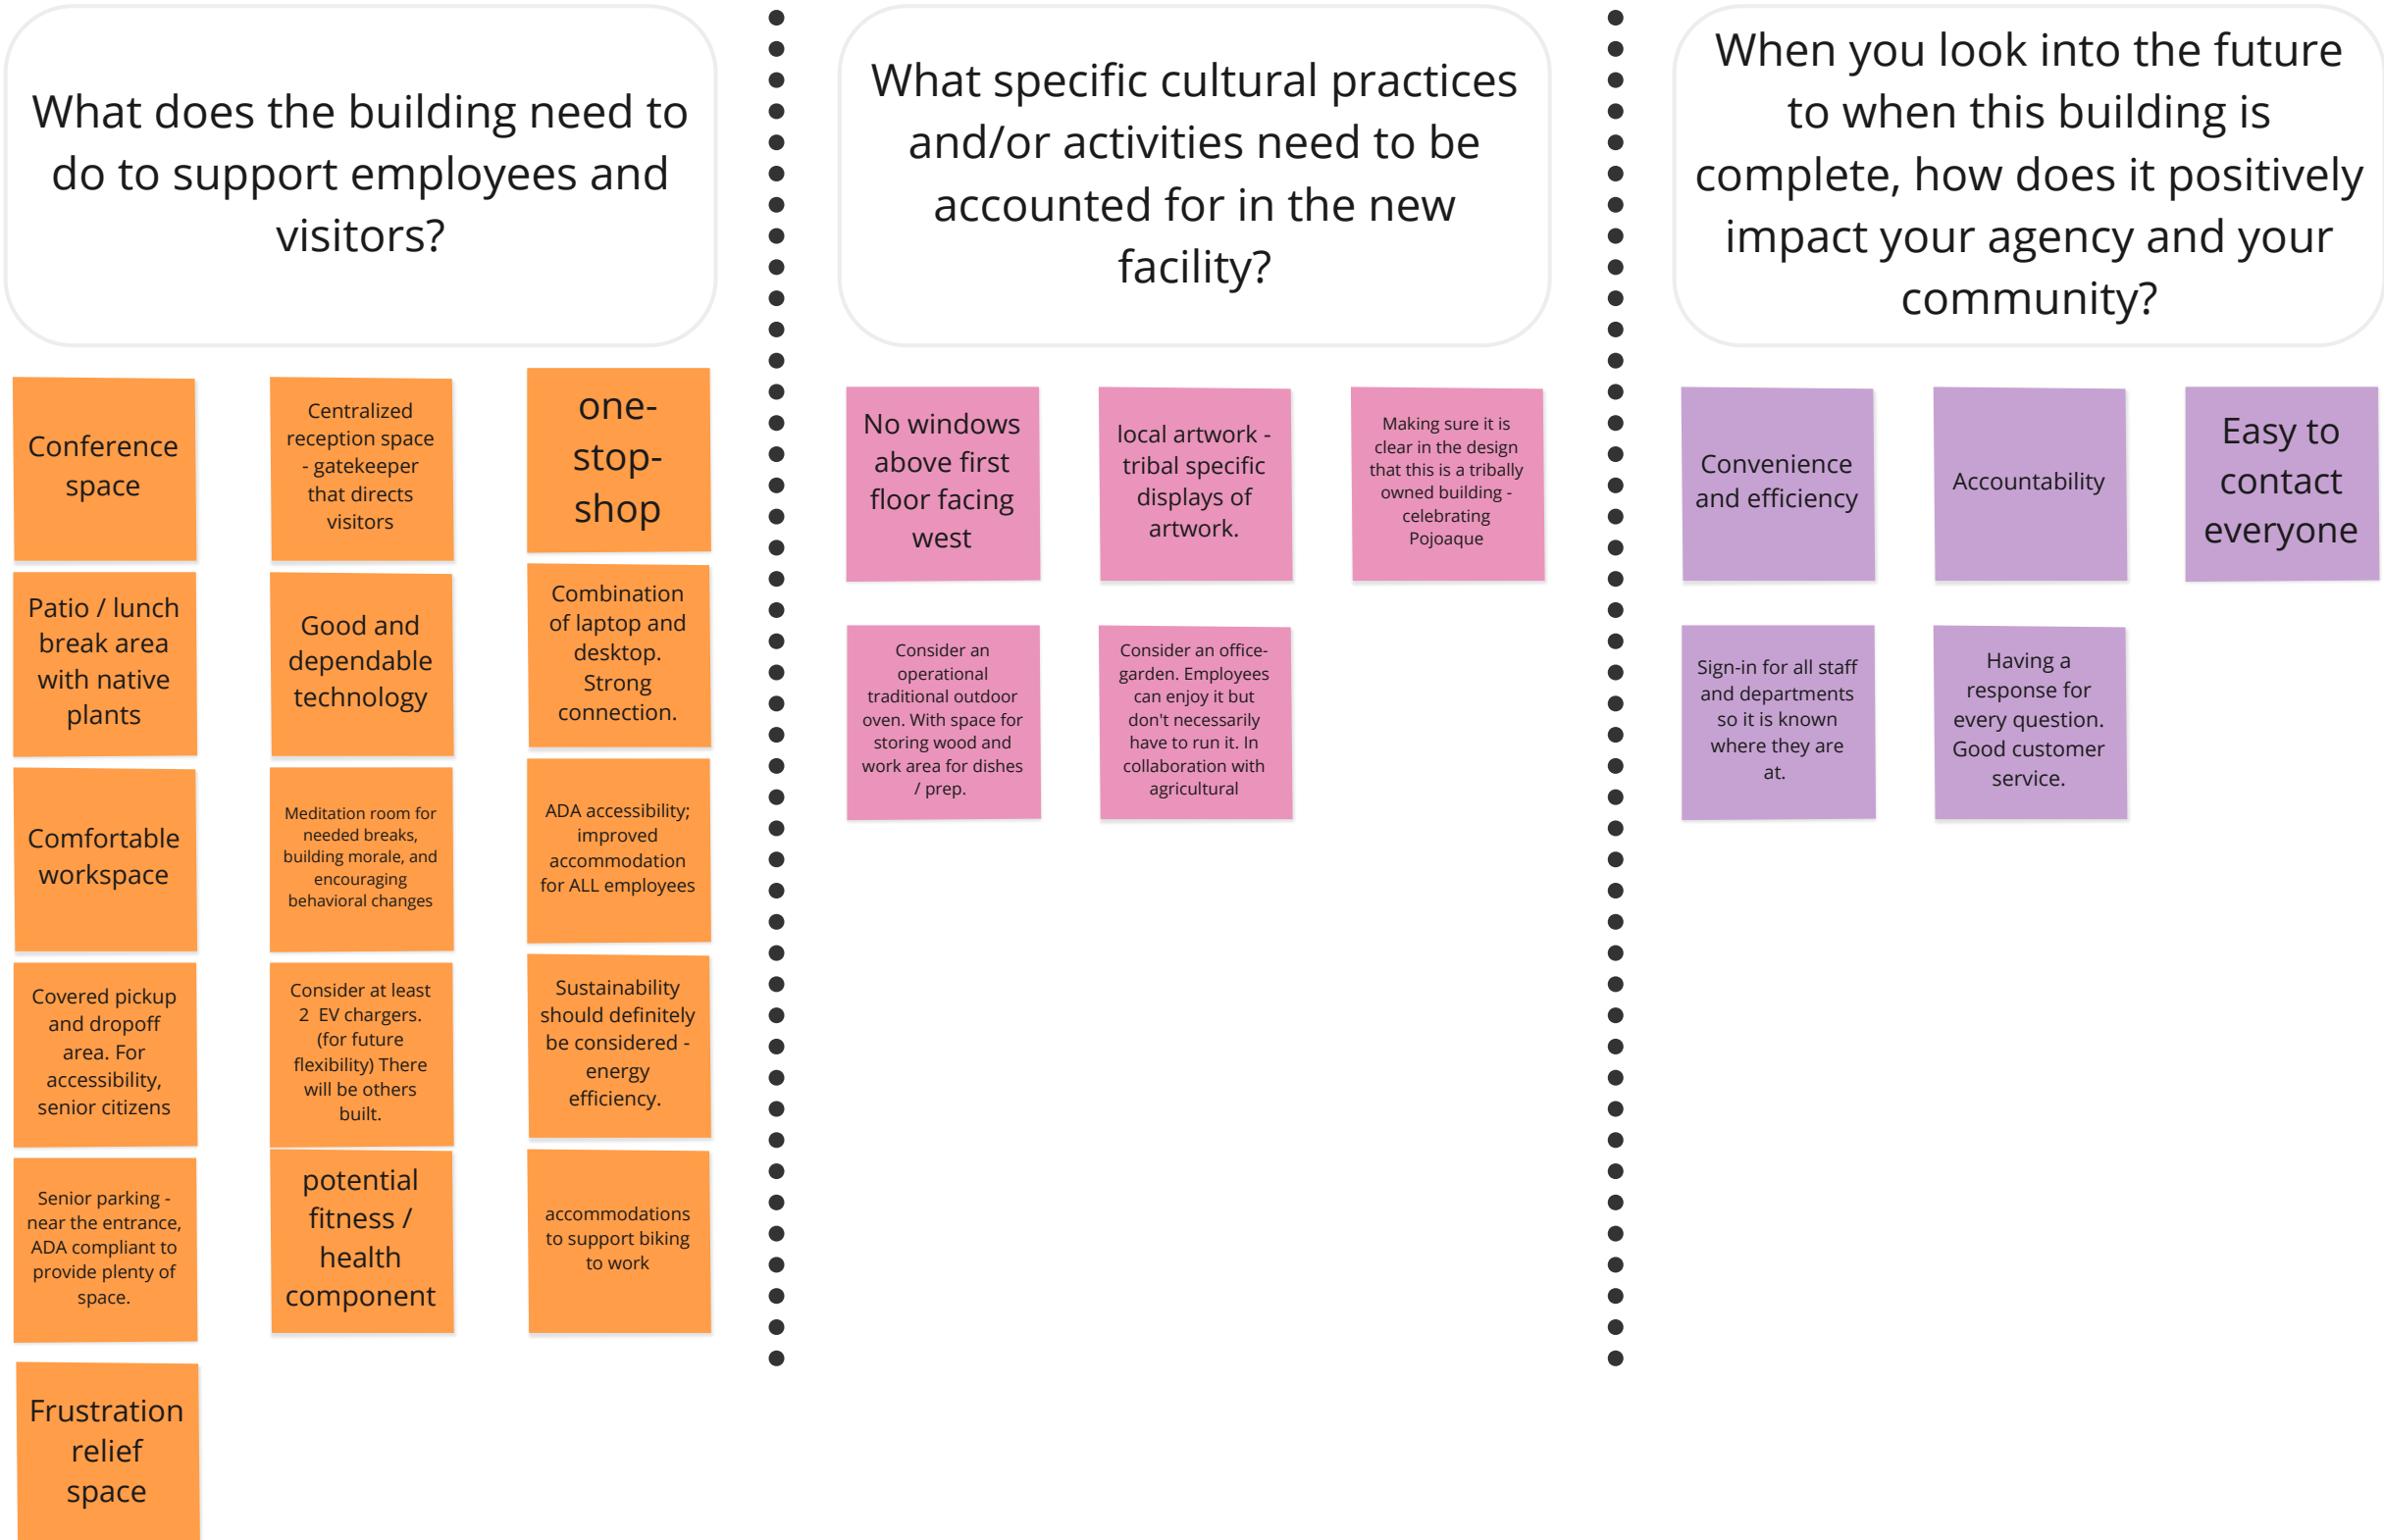 What does the building need to
do to support employees and
visitors?
Conference
space
Centralized
reception space
- gatekeeper
that directs
visitors
one-
stop-
shop
Patio / lunch
break area
with native
plants
Good and
dependable
technology
Combination
of laptop and
desktop.
Strong
connection.
Comfortable
workspace
Meditation room for
needed breaks,
building morale, and
encouraging
behavioral changes
ADA accessibility;
improved
accommodation
for ALL employees
Covered pickup
and dropoff
area. For
accessibility,
senior citizens
Consider at least
2 EV chargers.
(for future
flexibility) There
will be others
built.
Sustainability
should definitely
be considered -
energy
efficiency.
Senior parking -
near the entrance,
ADA compliant to
provide plenty of
space.
potential
fitness /
health
component
accommodations
to support biking
to work
Frustration
relief
space
What specific cultural practices
and/or activities need to be
accounted for in the new
facility?
No windows
above first
floor facing
west
local artwork -
tribal specific
displays of
artwork.
Making sure it is
clear in the design
that this is a tribally
owned building -
celebrating
Pojoaque
Consider an
operational
traditional outdoor
oven. With space for
storing wood and
work area for dishes
/ prep.
Consider an office-
garden. Employees
can enjoy it but
don't necessarily
have to run it. In
collaboration with
agricultural
When you look into the future
to when this building is
complete, how does it positively
impact your agency and your
community?
Convenience
and efficiency
Accountability
Easy to
contact
everyone
Sign-in for all staff
and departments
so it is known
where they are
at.
Having a
response for
every question.
Good customer
service.